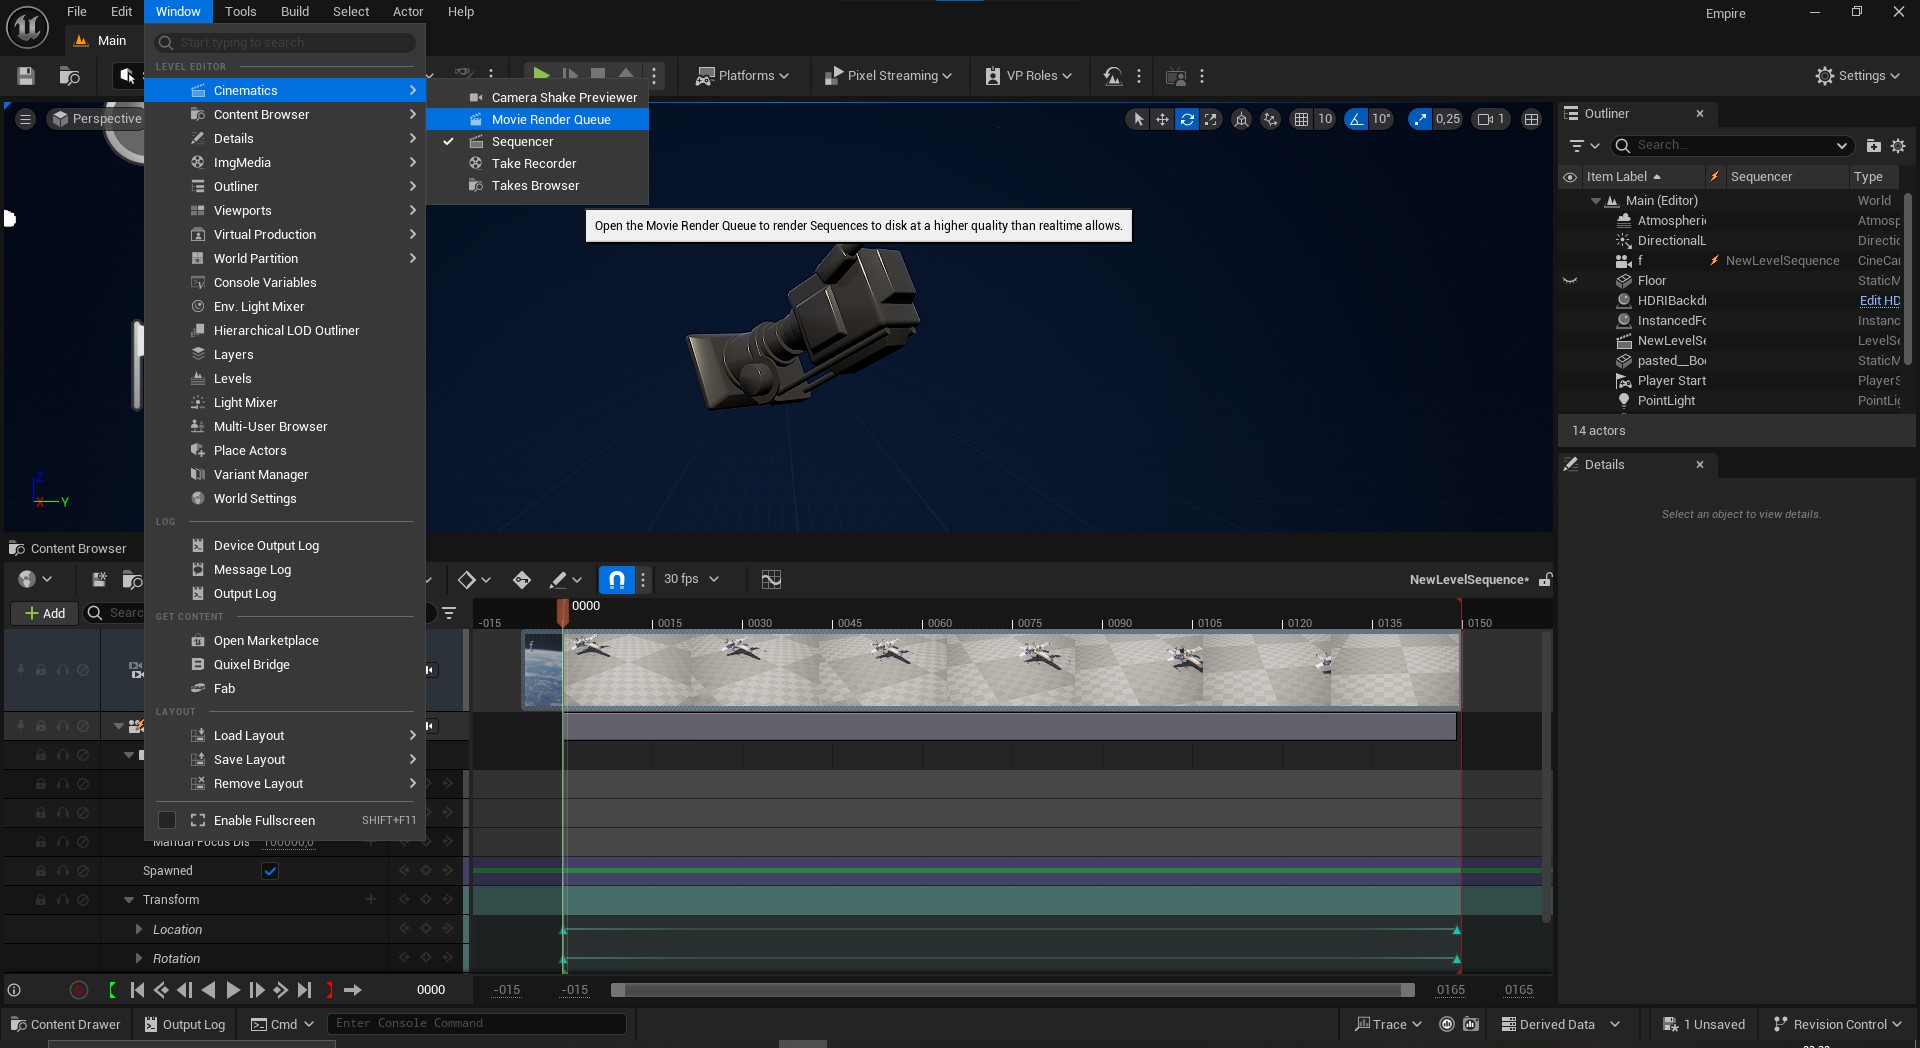 File Edit Window Tools Build Select Actor Help
Empire
Main
Start typing to search
LEVEL EDITOR
Cinematics
Content Browser
Details
ImgMedia
Outliner
Viewports
Virtual Production
World Partition
Console Variables
Env. Light Mixer
Hierarchical LOD Outliner
Layers
Levels
Light Mixer
Multi-User Browser
Place Actors
Variant Manager
World Settings
LOG
Device Output Log
Message Log
Output Log
GET CONTENT
Open Marketplace
Quixel Bridge
Fab
LAYOUT
Load Layout
Save Layout
Remove Layout
Enable Fullscreen SHIFT+F11
Camera Shake Previewer
Movie Render Queue
Sequencer
Take Recorder
Takes Browser
Open the Movie Render Queue to render Sequences to disk at a higher quality than realtime allows.
Platforms Pixel Streaming VP Roles Settings
Perspective
10 10° 0,25 1
Outliner
Search...
Item Label Sequencer Type
Main (Editor) World
Atmospheric Atmosp
DirectionalL Directic
f NewLevelSequence CineCar
Floor StaticM
HDRIBackdr Edit HD
InstancedFo Instanc
NewLevelSe LevelSe
pasted__Bo StaticM
Player Start PlayerS
PointLight PointLig
14 actors
Details
Select an object to view details.
Content Browser
30 fps
NewLevelSequence*
Add
Searc
0000
-015 0015 0030 0045 0060 0075 0090 0105 0120 0135 0150
f
Manual Focus Dis 100000,0
Spawned
Transform
Location
Rotation
0000 -015 -015 0165 0165
Content Drawer Output Log Cmd Enter Console Command
Trace Derived Data 1 Unsaved Revision Control